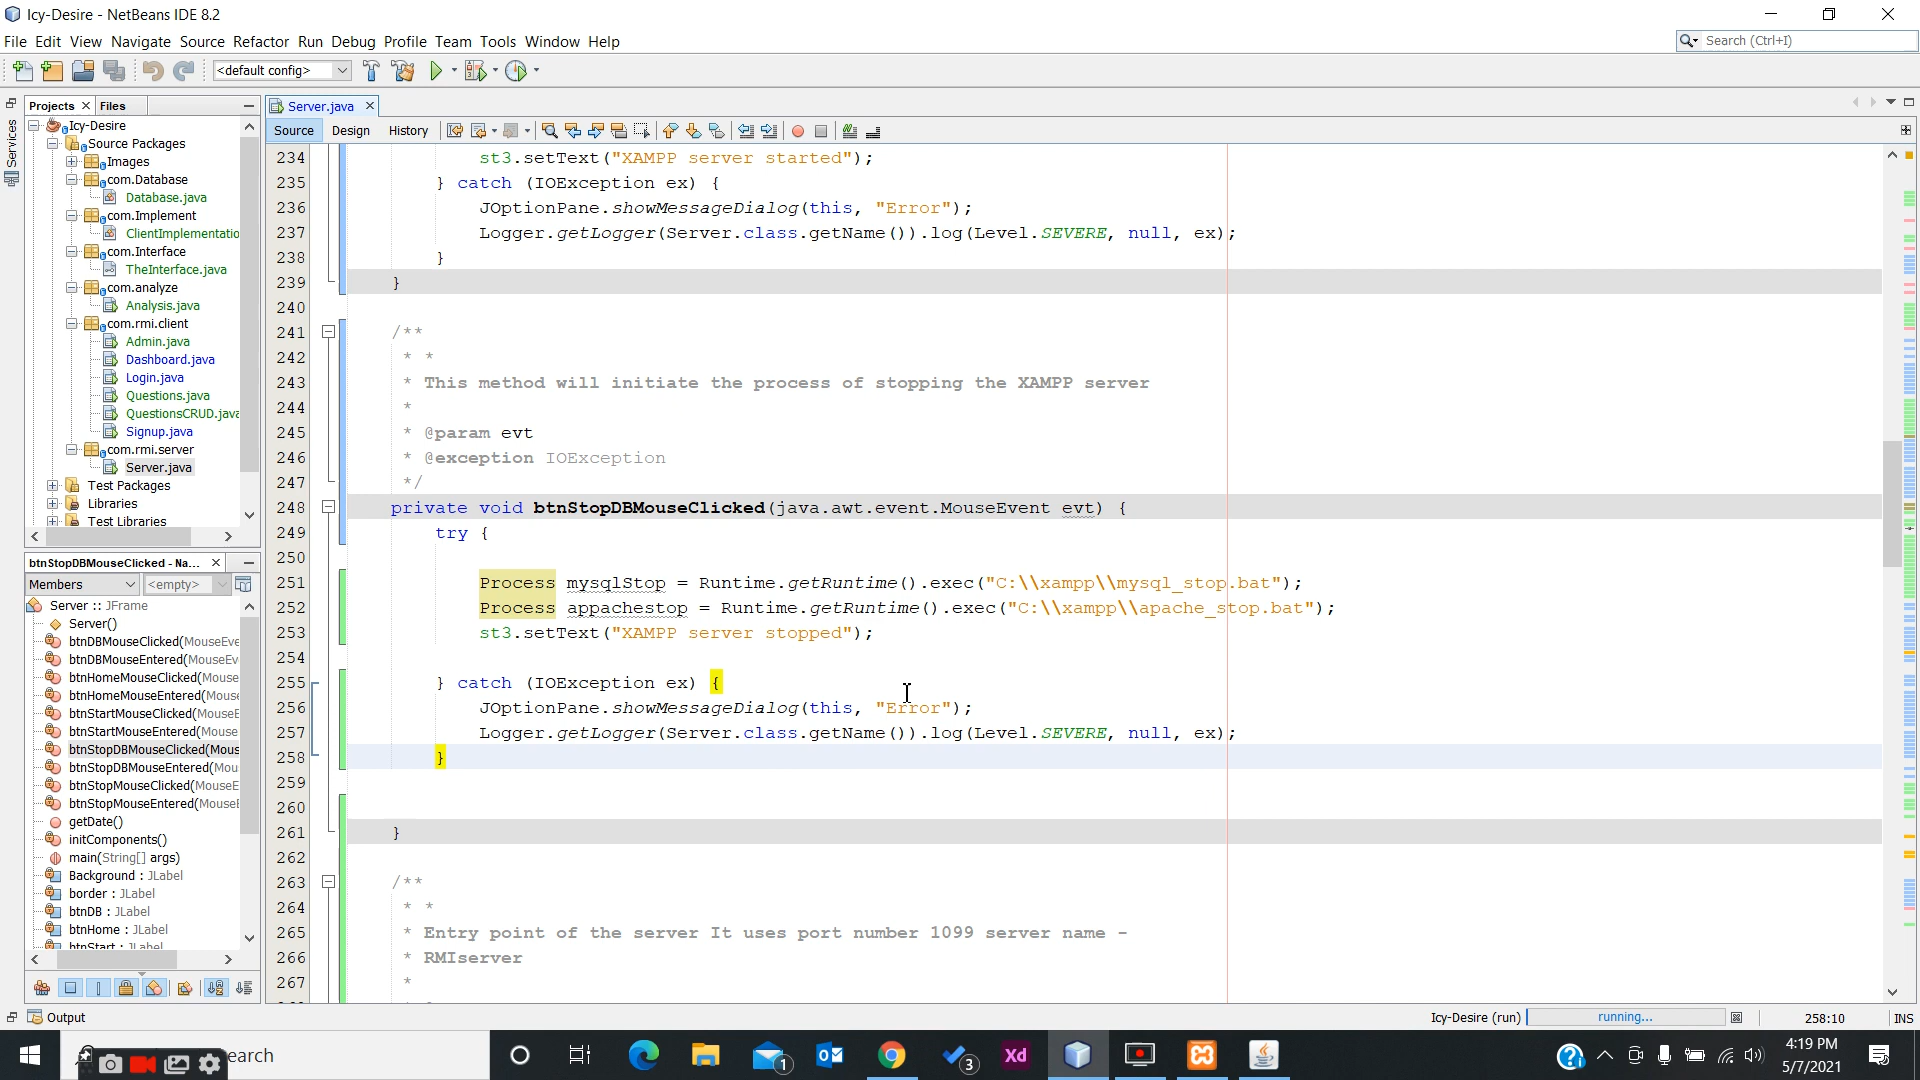 Icy-Desire - NetBeans IDE 8.2
File Edit View Navigate Source Refactor Run Debug Profile Team Tools Window Help
Search (Ctrl+I)
<default config>
Services
Projects
Files
Icy-Desire
Source Packages
Images
com.Database
Database.java
com.Implement
ClientImplementatio
com.Interface
TheInterface.java
com.analyze
Analysis.java
com.rmi.client
Admin.java
Dashboard.java
Login.java
Questions.java
QuestionsCRUD.java
Signup.java
com.rmi.server
Server.java
Test Packages
Libraries
Test Libraries
btnStopDBMouseClicked - Na...
Members
<empty>
Server :: JFrame
Server()
btnDBMouseClicked(MouseEve
btnDBMouseEntered(MouseEv
btnHomeMouseClicked(Mouse
btnHomeMouseEntered(Mouse
btnStartMouseClicked(MouseE
btnStartMouseEntered(Mouse
btnStopDBMouseClicked(Mous
btnStopDBMouseEntered(Mou
btnStopMouseClicked(MouseE
btnStopMouseEntered(MouseE
getDate()
initComponents()
main(String[] args)
Background : JLabel
border : JLabel
btnDB : JLabel
btnHome : JLabel
btnStart : JLabel
Server.java
Source Design History
234 st3.setText("XAMPP server started");
235 } catch (IOException ex) {
236 JOptionPane.showMessageDialog(this, "Error");
237 Logger.getLogger(Server.class.getName()).log(Level.SEVERE, null, ex);
238 }
239 }
240
241 /**
242 * *
243 * This method will initiate the process of stopping the XAMPP server
244 *
245 * @param evt
246 * @exception IOException
247 */
248 private void btnStopDBMouseClicked(java.awt.event.MouseEvent evt) {
249 try {
250
251 Process mysqlStop = Runtime.getRuntime().exec("C:\\xampp\\mysql_stop.bat");
252 Process appachestop = Runtime.getRuntime().exec("C:\\xampp\\apache_stop.bat");
253 st3.setText("XAMPP server stopped");
254
255 } catch (IOException ex) {
256 JOptionPane.showMessageDialog(this, "Error");
257 Logger.getLogger(Server.class.getName()).log(Level.SEVERE, null, ex);
258 }
259
260
261 }
262
263 /**
264 * *
265 * Entry point of the server It uses port number 1099 server name -
266 * RMIserver
267 *
Output
Icy-Desire (run)
running...
258:10
INS
earch
1
3
Xd
4:19 PM
5/7/2021